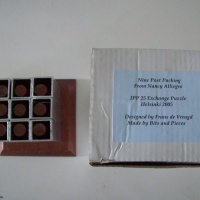 Nine Peg Packing
From Nancy Allegro
IPP 25 Exchange Puzzle
Helsinki 2005
Designed by Frans de Vreugd
Made by Bits and Pieces